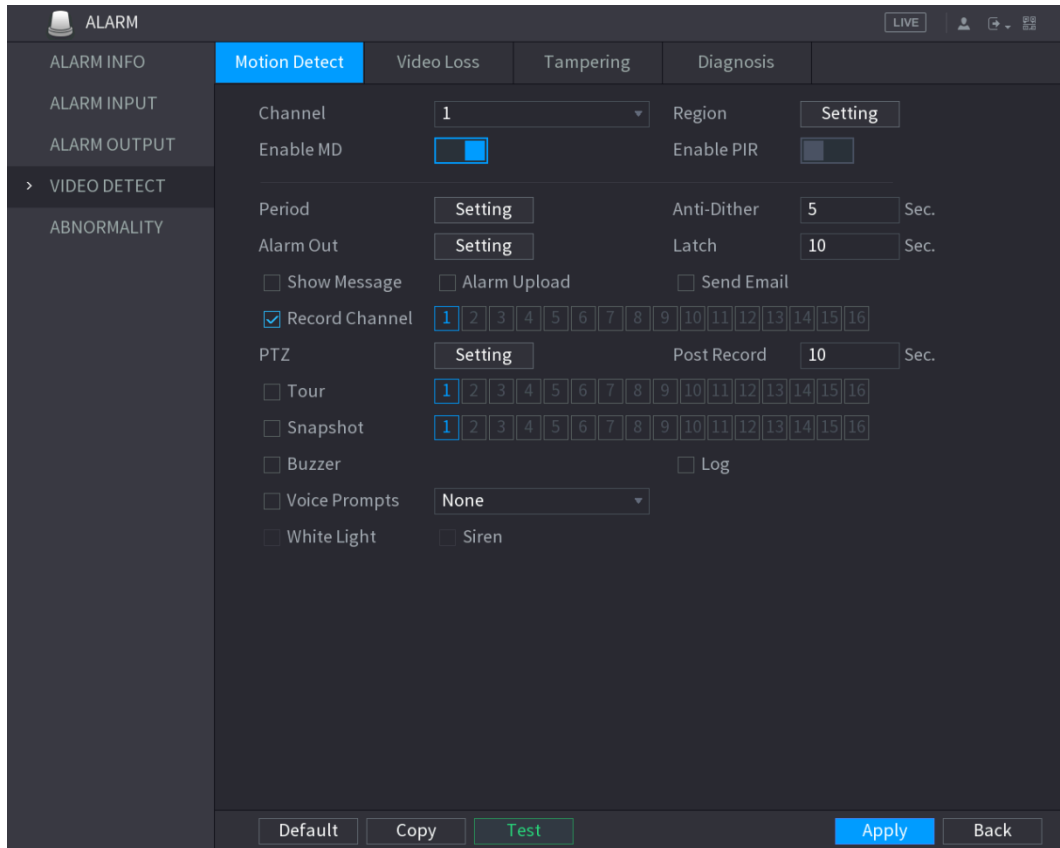 ALARM LIVE
ALARM INFO
ALARM INPUT
ALARM OUTPUT
> VIDEO DETECT
ABNORMALITY
Motion Detect Video Loss Tampering Diagnosis
Channel 1 Region Setting
Enable MD Enable PIR
Period Setting Anti-Dither 5 Sec.
Alarm Out Setting Latch 10 Sec.
Show Message Alarm Upload Send Email
Record Channel 1 2 3 4 5 6 7 8 9 10 11 12 13 14 15 16
PTZ Setting Post Record 10 Sec.
Tour 1 2 3 4 5 6 7 8 9 10 11 12 13 14 15 16
Snapshot 1 2 3 4 5 6 7 8 9 10 11 12 13 14 15 16
Buzzer Log
Voice Prompts None
White Light Siren
Default Copy Test Apply Back